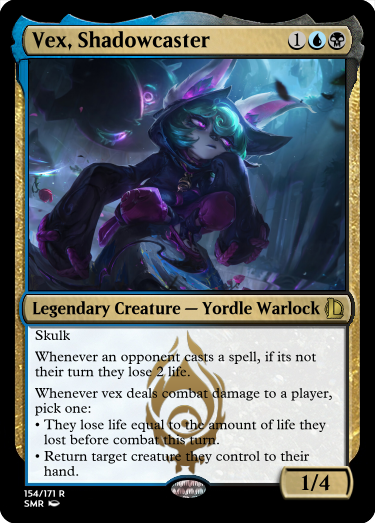 Vex, Shadowcaster 1
Legendary Creature — Yordle Warlock
Skulk
Whenever an opponent casts a spell, if its not
their turn they lose 2 life.
Whenever vex deals combat damage to a player,
pick one:
• They lose life equal to the amount of life they
lost before combat this turn.
• Return target creature they control to their
hand.
1/4
154/171 R
SMR